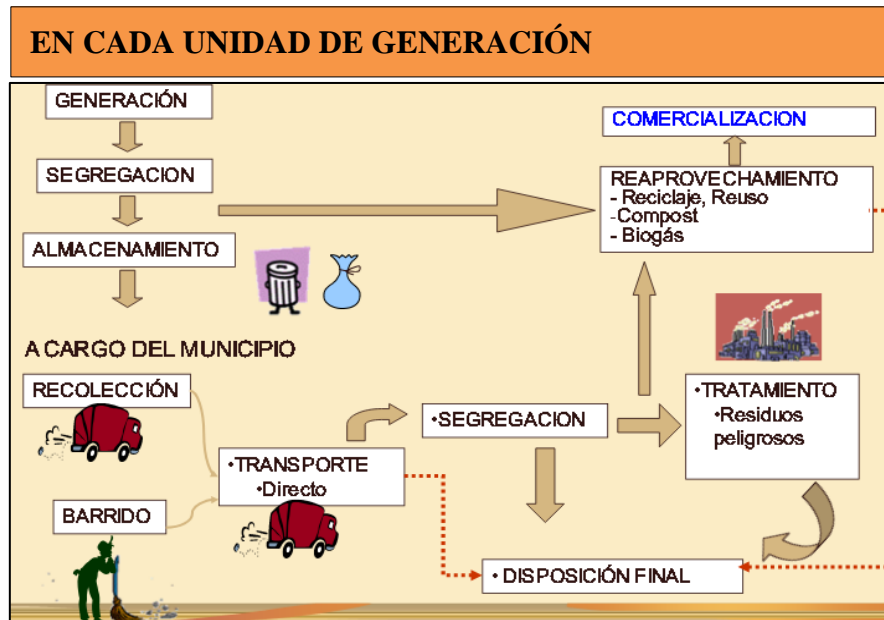 EN CADA UNIDAD DE GENERACIÓN
GENERACIÓN
SEGREGACION
ALMACENAMIENTO
COMERCIALIZACION
REAPROVECHAMIENTO
- Reciclaje, Reuso
-Compost
- Biogás
A CARGO DEL MUNICIPIO
RECOLECCIÓN
BARRIDO
•TRANSPORTE
•Directo
•SEGREGACION
•TRATAMIENTO
•Residuos
peligrosos
• DISPOSICIÓN FINAL